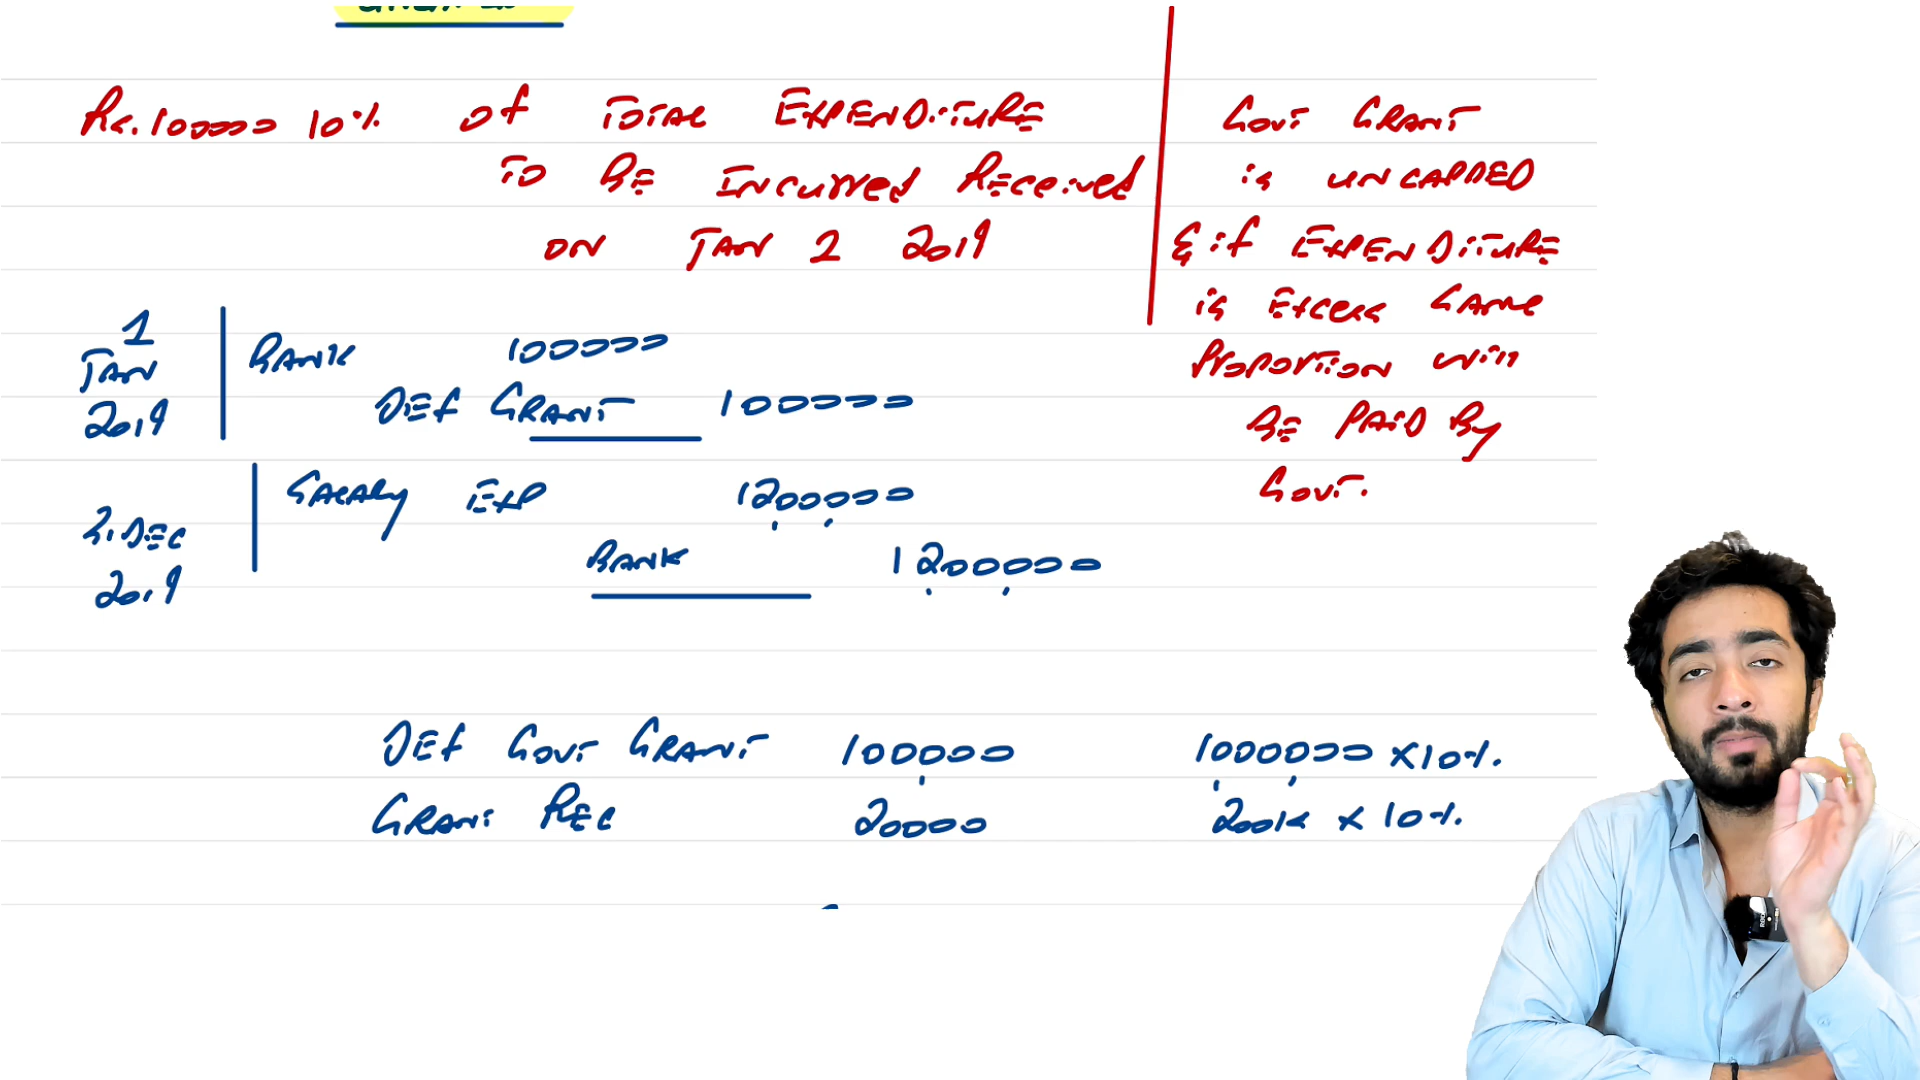 Rs. 100000 10% OF TOTAL EXPENDITURE
TO BE INCURRED RECEIVED
ON JAN 1 2019
GOVT GRANT
IS UNCAPPED
& IF EXPENDITURE
IS EXCESS SAME
PROPORTION WILL
BE PAID BY
GOVT.
1
JAN
2019
BANK 100000
DEF GRANT 100000
31 DEC
2019
SALARY EXP 1200000
BANK 1200000
DEF GOVT GRANT 100000 1000000 x 10%
GRANT REC 20000 200K x 10%